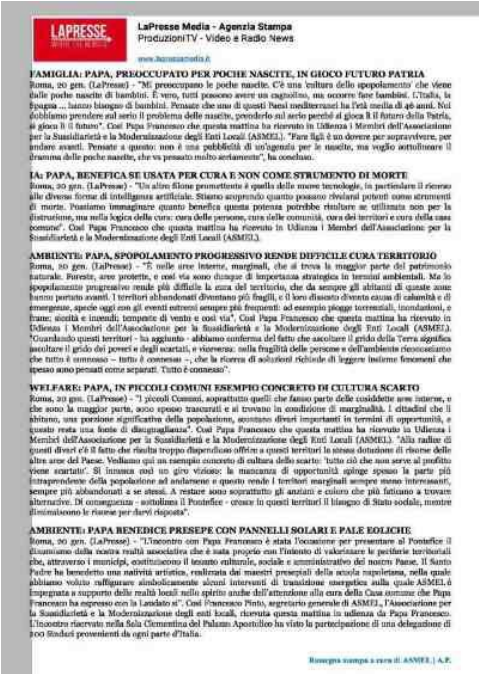 LAPRESSE
LaPresse Media - Agenzia Stampa
ProduzioniTV - Video e Radio News
www.lapressemedia.it
FAMIGLIA: PAPA, PREOCCUPATO PER POCHE NASCITE, IN GIOCO FUTURO PATRIA
Roma, 20 gen. (LaPresse) - "Mi preoccupano le poche nascite. C'è una 'cultura dello spopolamento' che viene
dalle poche nascite di bambini. È vero, tutti possono avere un cagnolino, ma occorre fare bambini. L'Italia, la
Spagna ... hanno bisogno di bambini. Pensate che uno di questi Paesi mediterranei ha l'età media di 46 anni. Noi
dobbiamo prendere sul serio il problema delle nascite, prenderlo sul serio perché si gioca lì il futuro della Patria,
si gioca lì il futuro". Così Papa Francesco che questa mattina ha ricevuto in Udienza i Membri dell'Associazione
per la Sussidiarietà e la Modernizzazione degli Enti Locali (ASMEL). "Fare figli è un dovere per sopravvivere, per
andare avanti. Pensate a questo: non è una pubblicità di un'agenzia per le nascite, ma voglio sottolineare il
dramma delle poche nascite, che va pensato molto seriamente", ha concluso.
IA: PAPA, BENEFICA SE USATA PER CURA E NON COME STRUMENTO DI MORTE
Roma, 20 gen. (LaPresse) - "Un altro filone promettente è quello delle nuove tecnologie, in particolare il ricorso
alle diverse forme di intelligenza artificiale. Stiamo scoprendo quanto possano rivelarsi potenti come strumenti
di morte. Possiamo immaginare quanto benefica questa potenza potrebbe risultare se utilizzata non per la
distruzione, ma nella logica della cura: cura delle persone, cura delle comunità, cura dei territori e cura della casa
comune". Così Papa Francesco che questa mattina ha ricevuto in Udienza i Membri dell'Associazione per la
Sussidiarietà e la Modernizzazione degli Enti Locali (ASMEL).
AMBIENTE: PAPA, SPOPOLAMENTO PROGRESSIVO RENDE DIFFICILE CURA TERRITORIO
Roma, 20 gen. (LaPresse) - "È nelle aree interne, marginali, che si trova la maggior parte del patrimonio
naturale. Foreste, aree protette, e così via sono dunque di importanza strategica in termini ambientali. Ma lo
spopolamento progressivo rende più difficile la cura del territorio, che da sempre gli abitanti di queste zone
hanno portato avanti. I territori abbandonati diventano più fragili, e il loro dissesto diventa causa di calamità e di
emergenze, specie oggi con gli eventi estremi sempre più frequenti: ad esempio piogge torrenziali, inondazioni, e
frane; siccità e incendi; tempeste di vento e così via". Così Papa Francesco che questa mattina ha ricevuto in
Udienza i Membri dell'Associazione per la Sussidiarietà e la Modernizzazione degli Enti Locali (ASMEL).
"Guardando questi territori - ha aggiunto - abbiamo conferma del fatto che ascoltare il grido della Terra significa
ascoltare il grido dei poveri e degli scartati, e viceversa: nella fragilità delle persone e dell'ambiente riconosciamo
che tutto è connesso – tutto è connesso –, che la ricerca di soluzioni richiede di leggere insieme fenomeni che
spesso sono pensati come separati. Tutto è connesso".
WELFARE: PAPA, IN PICCOLI COMUNI ESEMPIO CONCRETO DI CULTURA SCARTO
Roma, 20 gen. (LaPresse) - "I piccoli Comuni, soprattutto quelli che fanno parte delle cosiddette aree interne, e
che sono la maggior parte, sono spesso trascurati e si trovano in condizione di marginalità. I cittadini che li
abitano, una porzione significativa della popolazione, scontano divari importanti in termini di opportunità, e
questo resta una fonte di disuguaglianza". Così Papa Francesco che questa mattina ha ricevuto in Udienza i
Membri dell'Associazione per la Sussidiarietà e la Modernizzazione degli Enti Locali (ASMEL). "Alla radice di
questi divari c'è il fatto che risulta troppo dispendioso offrire a questi territori la stessa dotazione di risorse delle
altre aree del Paese. Vediamo qui un esempio concreto di cultura dello scarto: 'tutto ciò che non serve al profitto
viene scartato'. Si innesca così un giro vizioso: la mancanza di opportunità spinge spesso la parte più
intraprendente della popolazione ad andarsene e questo rende i territori marginali sempre meno interessanti,
sempre più abbandonati a se stessi. A restare sono soprattutto gli anziani e coloro che più faticano a trovare
alternative. Di conseguenza - sottolinea il Pontefice - cresce in questi territori il bisogno di Stato sociale, mentre
diminuiscono le risorse per darvi risposta".
AMBIENTE: PAPA BENEDICE PRESEPE CON PANNELLI SOLARI E PALE EOLICHE
Roma, 20 gen. (LaPresse) - "L'incontro con Papa Francesco è stata l'occasione per presentare al Pontefice il
dinamismo della nostra realtà associativa che è nata proprio con l'intento di valorizzare le periferie territoriali
che, attraverso i municipi, costituiscono il tessuto culturale, sociale e amministrativo del nostro Paese. Il Santo
Padre ha benedetto una natività artistica, realizzata dai maestri presepiali della scuola napoletana, nella quale
abbiamo voluto raffigurare simbolicamente alcuni interventi di transizione energetica sulla quale ASMEL è
impegnata a supporto delle realtà locali nello spirito anche dell'attenzione alla cura della Casa comune che Papa
Francesco ha espresso con la Laudato si". Così Francesco Pinto, segretario generale di ASMEL, l'Associazione per
la Sussidiarietà e la Modernizzazione degli enti locali, ricevuta questa mattina in udienza da Papa Francesco.
L'incontro riservato nella Sala Clementina del Palazzo Apostolico ha visto la partecipazione di una delegazione di
200 Sindaci provenienti da ogni parte d'Italia.
Rassegna stampa a cura di ASMEL | A.P.